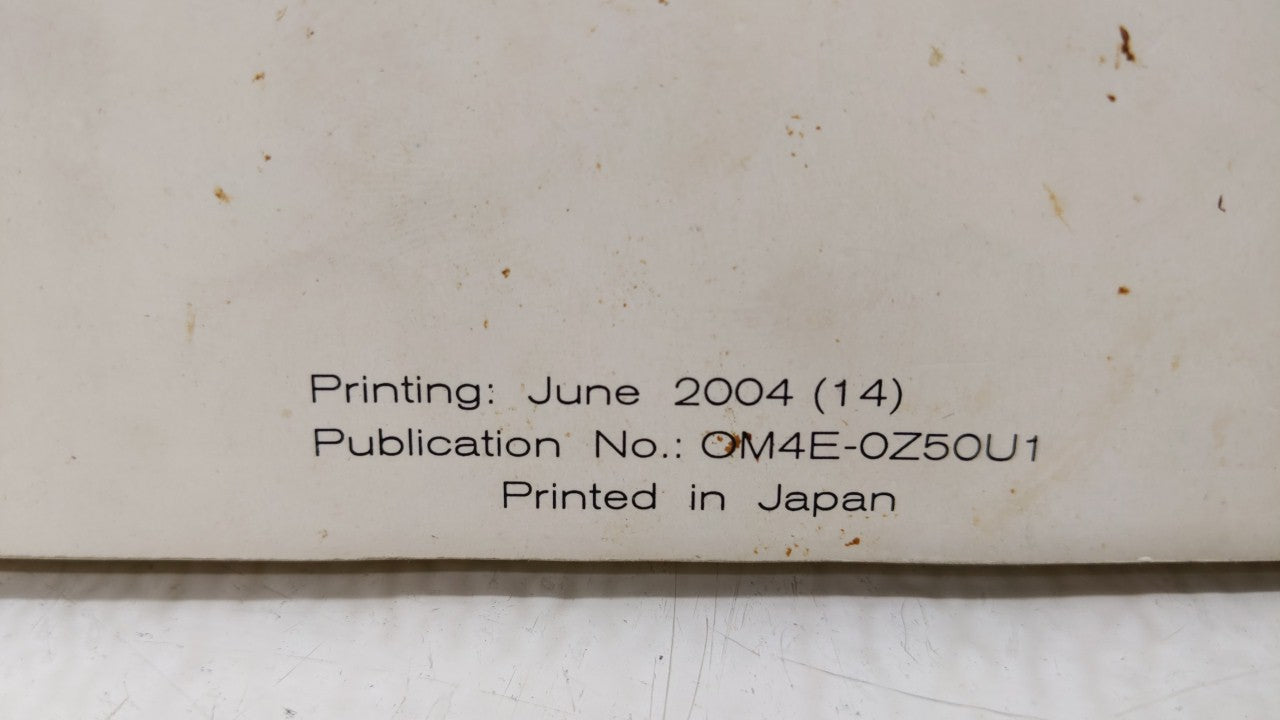 Printing: June 2004 (14)
Publication No.: OM4E-0Z50U1
Printed in Japan